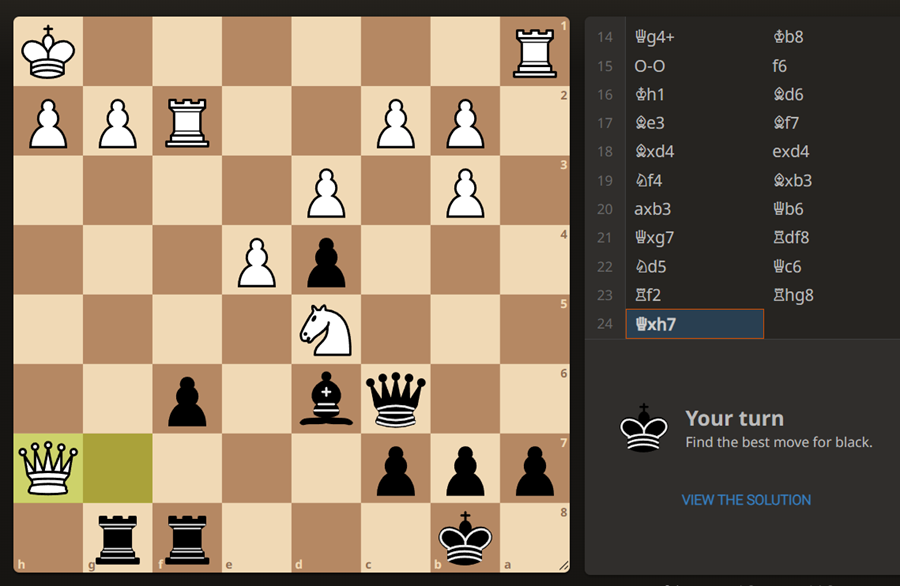 1
2
3
4
5
6
7
8
h g f e d c b a
14 ♕g4+ ♔b8
15 O-O f6
16 ♔h1 ♗d6
17 ♗e3 ♗f7
18 ♗xd4 exd4
19 ♘f4 ♗xb3
20 axb3 ♕b6
21 ♕xg7 ♖df8
22 ♘d5 ♕c6
23 ♖f2 ♖hg8
24 ♕xh7
Your turn
Find the best move for black.
VIEW THE SOLUTION